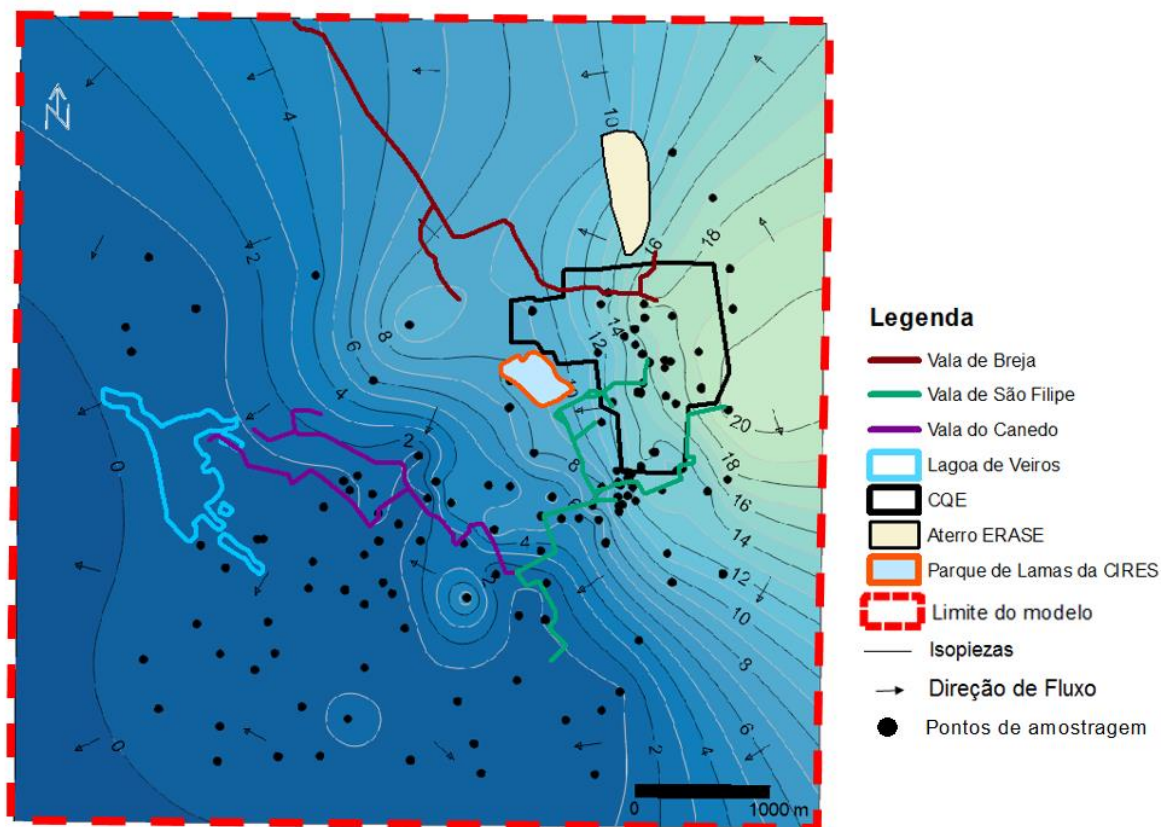 N
10
4
16
18
2
14
12
8
6
10
4
20
2
0
8
18
6
16
4
14
2
12
10
8
0
6
2
4
0
1000 m
Legenda
Vala de Breja
Vala de São Filipe
Vala do Canedo
Lagoa de Veiros
CQE
Aterro ERASE
Parque de Lamas da CIRES
Limite do modelo
Isopiezas
Direção de Fluxo
Pontos de amostragem